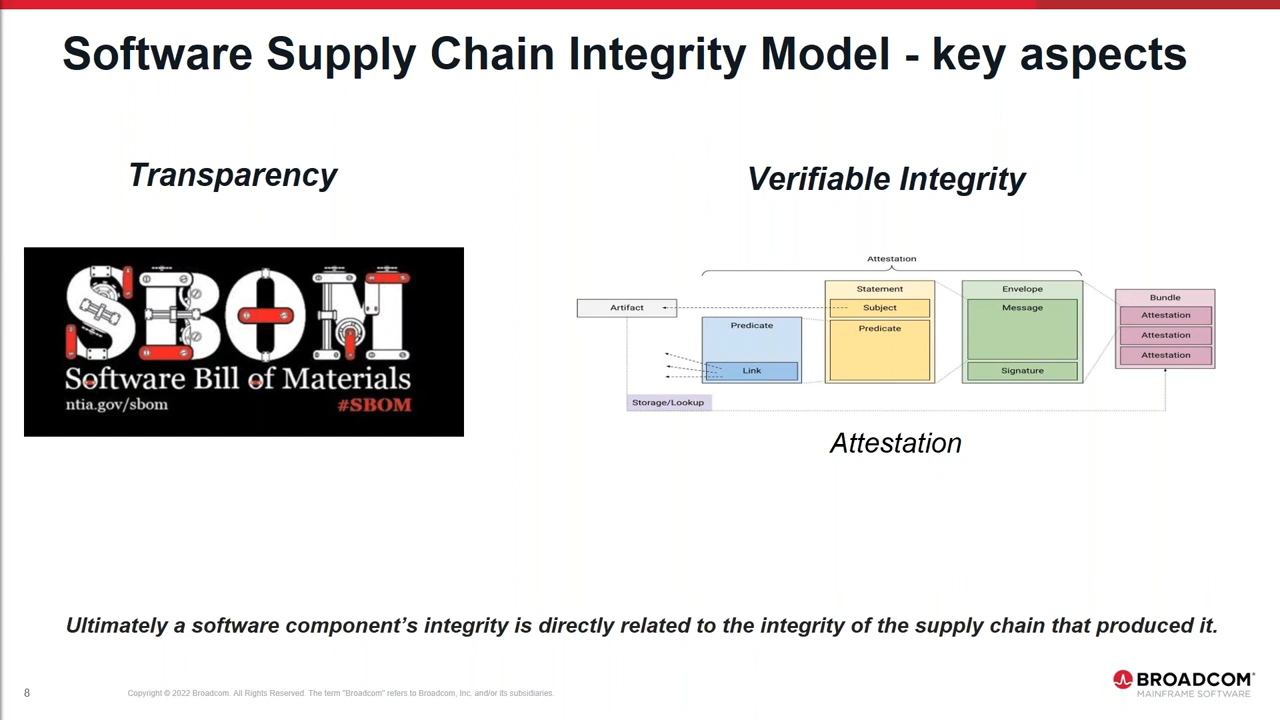 Software Supply Chain Integrity Model - key aspects
Transparency
Verifiable Integrity
SBOM
Software Bill of Materials
ntia.gov/sbom
#SBOM
Attestation
Artifact
Predicate
Link
Storage/Lookup
Statement
Subject
Predicate
Envelope
Message
Signature
Bundle
Attestation
Attestation
Attestation
Attestation
Ultimately a software component’s integrity is directly related to the integrity of the supply chain that produced it.
8
Copyright © 2022 Broadcom. All Rights Reserved. The term "Broadcom" refers to Broadcom, Inc. and/or its subsidiaries.
BROADCOM®
MAINFRAME SOFTWARE